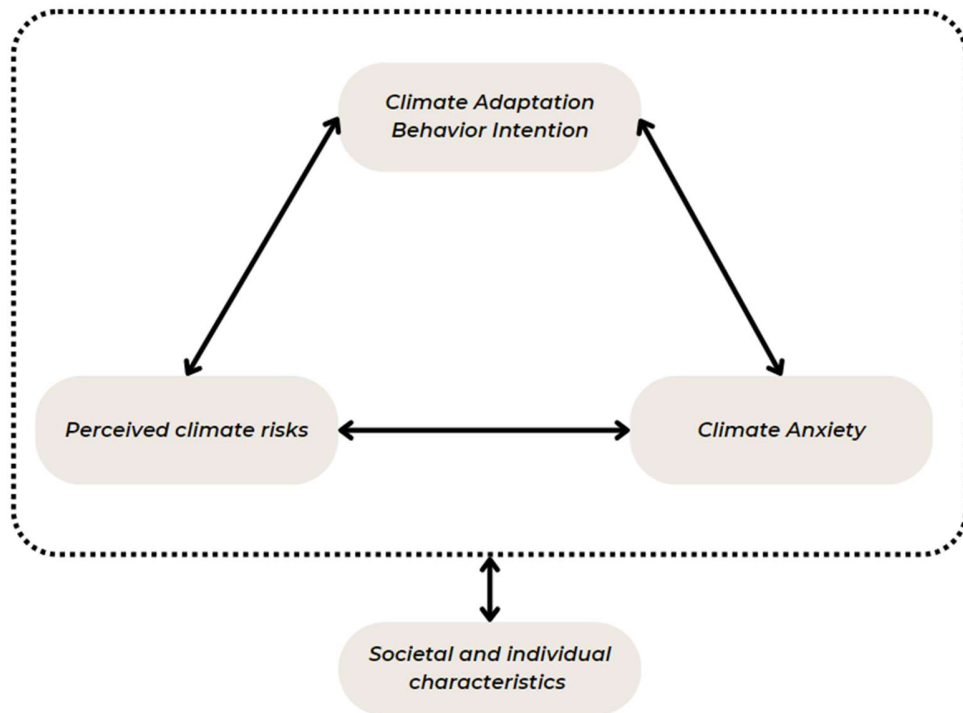 Climate Adaptation
Behavior Intention
Perceived climate risks
Climate Anxiety
Societal and individual
characteristics